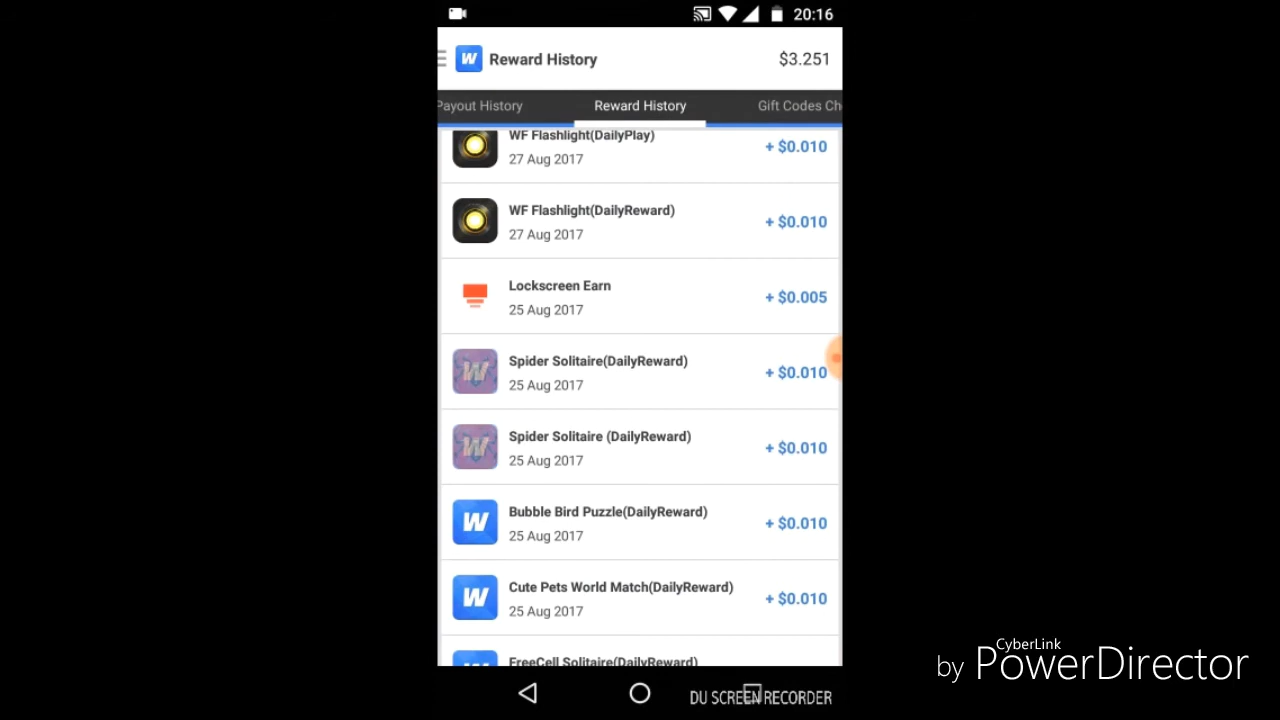 20:16
W Reward History $3.251
Payout History Reward History Gift Codes Ch
WF Flashlight(DailyPlay)
27 Aug 2017
+ $0.010
WF Flashlight(DailyReward)
27 Aug 2017
+ $0.010
Lockscreen Earn
25 Aug 2017
+ $0.005
W
Spider Solitaire(DailyReward)
25 Aug 2017
+ $0.010
W
Spider Solitaire (DailyReward)
25 Aug 2017
+ $0.010
W
Bubble Bird Puzzle(DailyReward)
25 Aug 2017
+ $0.010
W
Cute Pets World Match(DailyReward)
25 Aug 2017
+ $0.010
FreeCell Solitaire(DailyReward)
DU SCREEN RECORDER
CyberLink
by PowerDirector